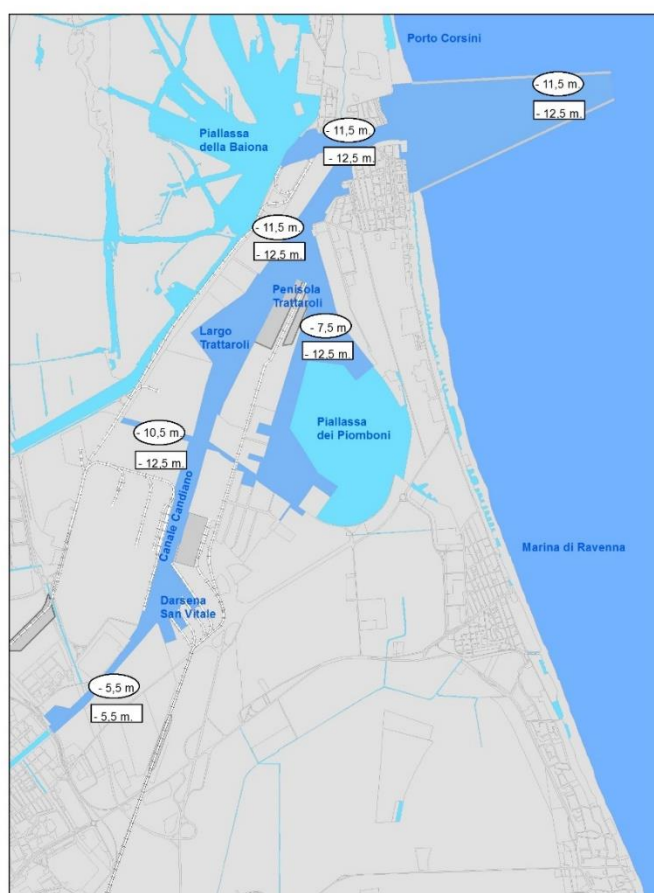 Porto Corsini
- 11,5 m.
- 12,5 m.
- 11,5 m.
- 12,5 m.
Piallassa
della Baiona
- 11,5 m.
- 12,5 m.
Penisola
Trattaroli
Largo
Trattaroli
- 7,5 m.
- 12,5 m.
Piallassa
dei Piomboni
- 10,5 m.
- 12,5 m.
Canale Candiano
Marina di Ravenna
Darsena
San Vitale
- 5,5 m.
- 5,5 m.